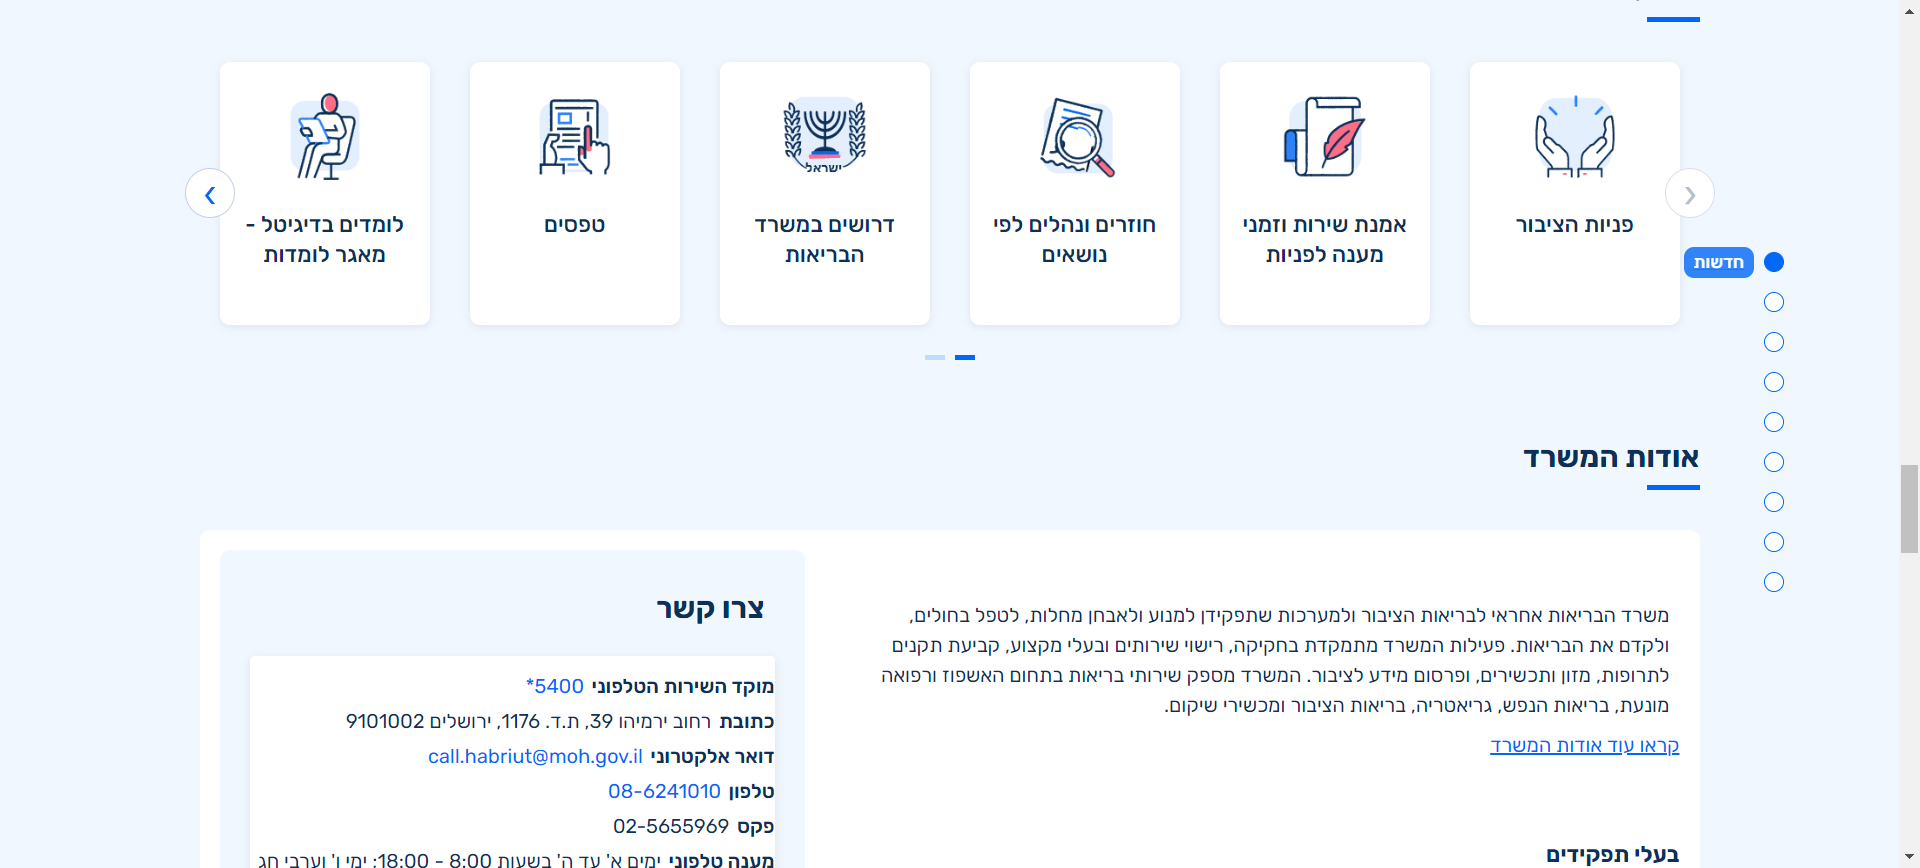 פניות הציבור
אמנת שירות וזמני
מענה לפניות
חוזרים ונהלים לפי
נושאים
ישראל
דרושים במשרד
הבריאות
טפסים
לומדים בדיגיטל -
מאגר לומדות
חדשות
אודות המשרד
משרד הבריאות אחראי לבריאות הציבור ולמערכות שתפקידן למנוע ולאבחן מחלות, לטפל בחולים,
ולקדם את הבריאות. פעילות המשרד מתמקדת בחקיקה, רישוי שירותים ובעלי מקצוע, קביעת תקנים
לתרופות, מזון ותכשירים, ופרסום מידע לציבור. המשרד מספק שירותי בריאות בתחום האשפוז ורפואה
מונעת, בריאות הנפש, גריאטריה, בריאות הציבור ומכשירי שיקום.
קראו עוד אודות המשרד
בעלי תפקידים
צרו קשר
מוקד השירות הטלפוני 5400*
כתובת רחוב ירמיהו 39, ת.ד. 1176, ירושלים 9101002
דואר אלקטרוני call.habriut@moh.gov.il
טלפון 08-6241010
פקס 02-5655969
מענה טלפוני ימים א' עד ה' בשעות 8:00 - 18:00; ימי ו' וערבי חג